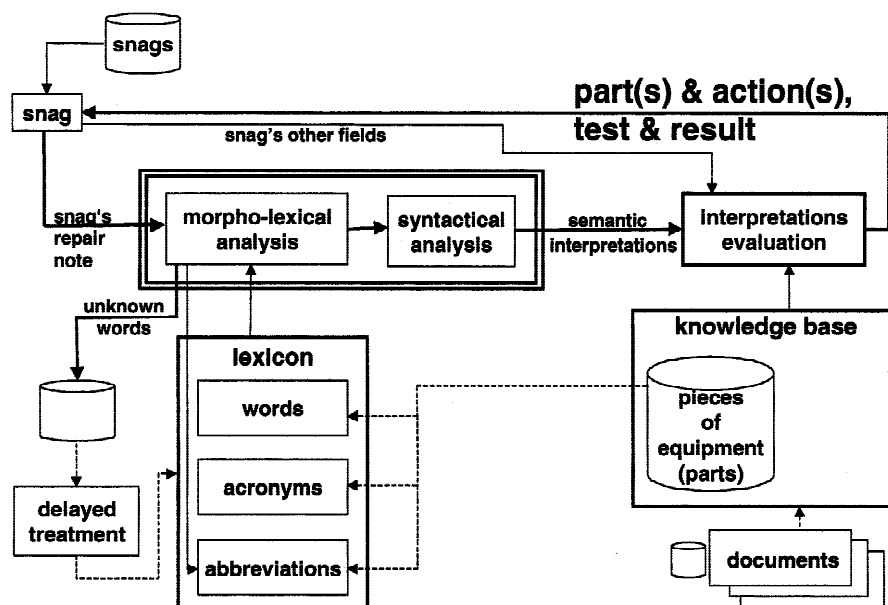 snags
snag
part(s) & action(s),
test & result
snag's other fields
snag's
repair
note
morpho-lexical
analysis
syntactical
analysis
semantic
interpretations
interpretations
evaluation
unknown
words
lexicon
words
acronyms
abbreviations
delayed
treatment
knowledge base
pieces
of
equipment
(parts)
documents